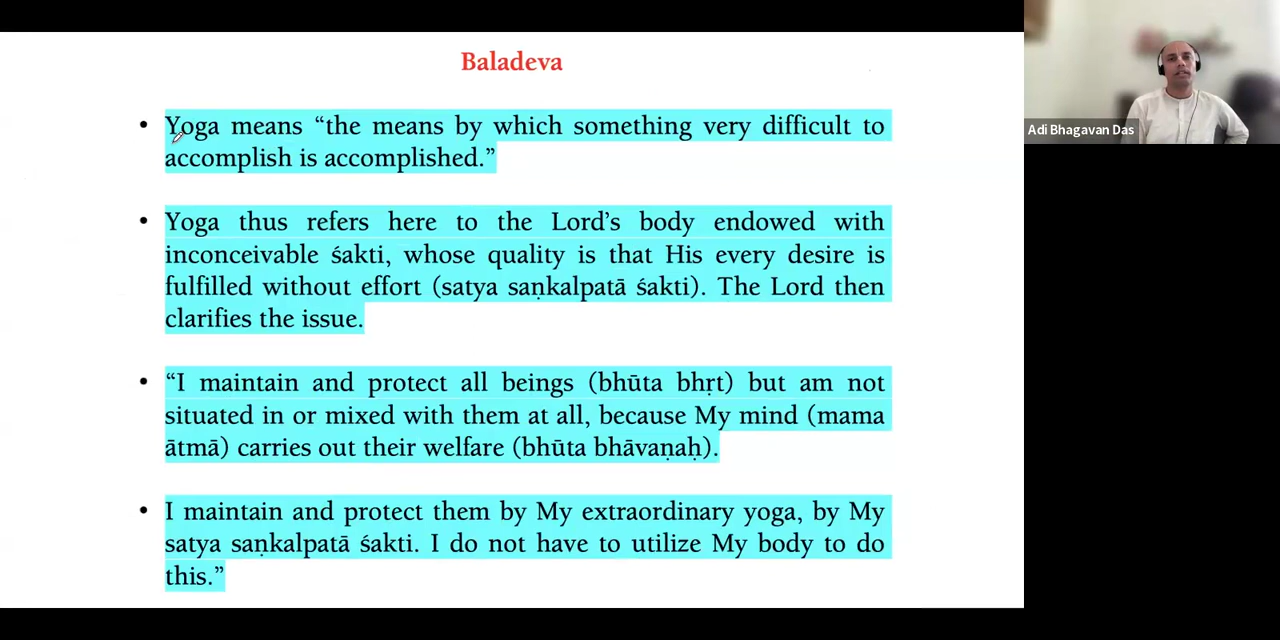 Baladeva
• Yoga means “the means by which something very difficult to
accomplish is accomplished.”
• Yoga thus refers here to the Lord’s body endowed with
inconceivable śakti, whose quality is that His every desire is
fulfilled without effort (satya saṇkalpatā śakti). The Lord then
clarifies the issue.
• “I maintain and protect all beings (bhūta bhṛt) but am not
situated in or mixed with them at all, because My mind (mama
ātmā) carries out their welfare (bhūta bhāvaṇaḥ).
• I maintain and protect them by My extraordinary yoga, by My
satya saṇkalpatā śakti. I do not have to utilize My body to do
this.”
Adi Bhagavan Das